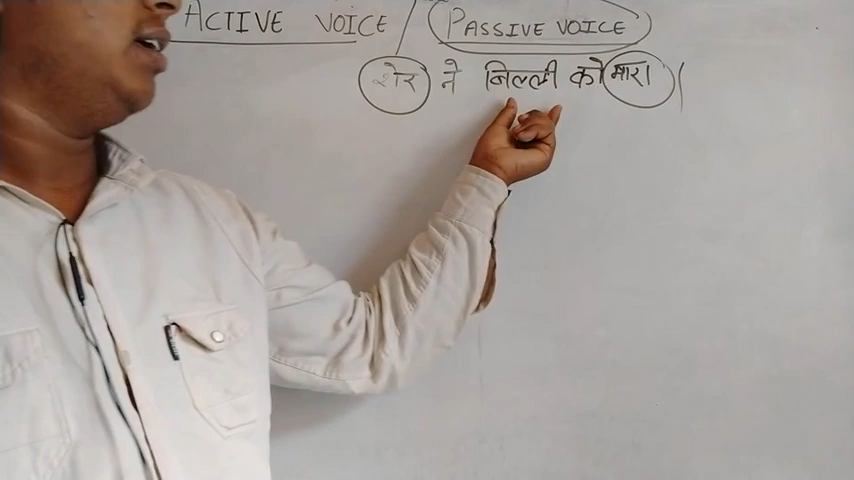 ACTIVE VOICE / PASSIVE VOICE
शेर ने बिल्ली को मारा ।